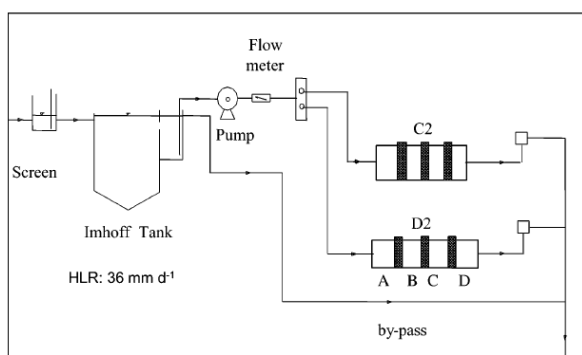 Flow
meter
Pump
C2
Screen
Imhoff Tank
D2
HLR: 36 mm d⁻¹
A B C D
by-pass